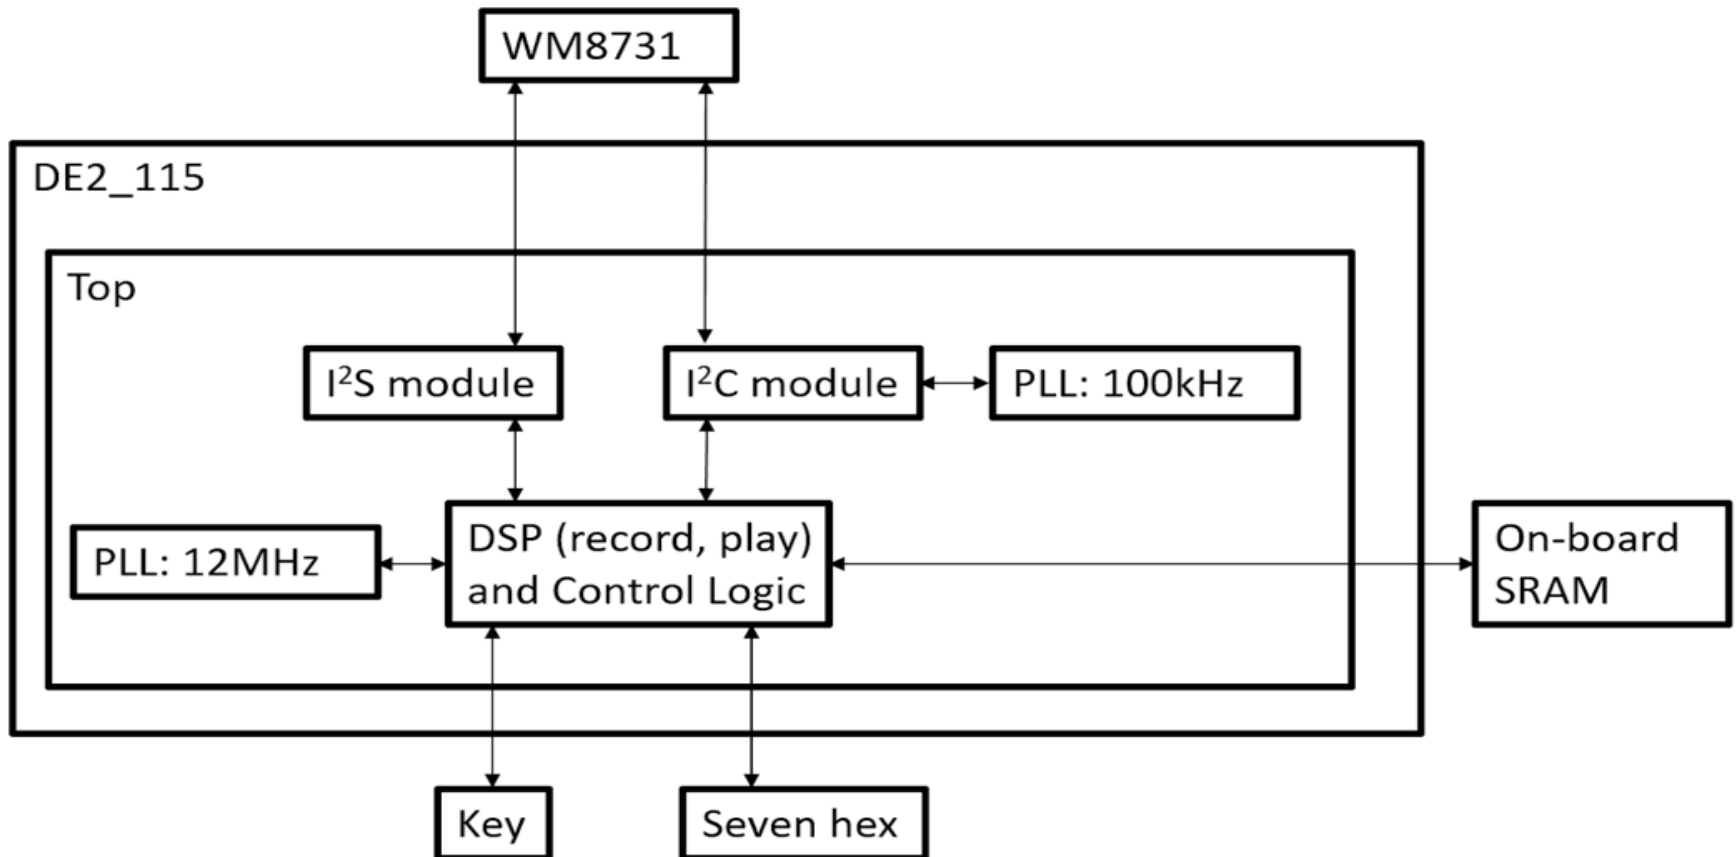 WM8731
DE2_115
Top
I²S module
I²C module
PLL: 100kHz
PLL: 12MHz
DSP (record, play)
and Control Logic
On-board
SRAM
Key
Seven hex